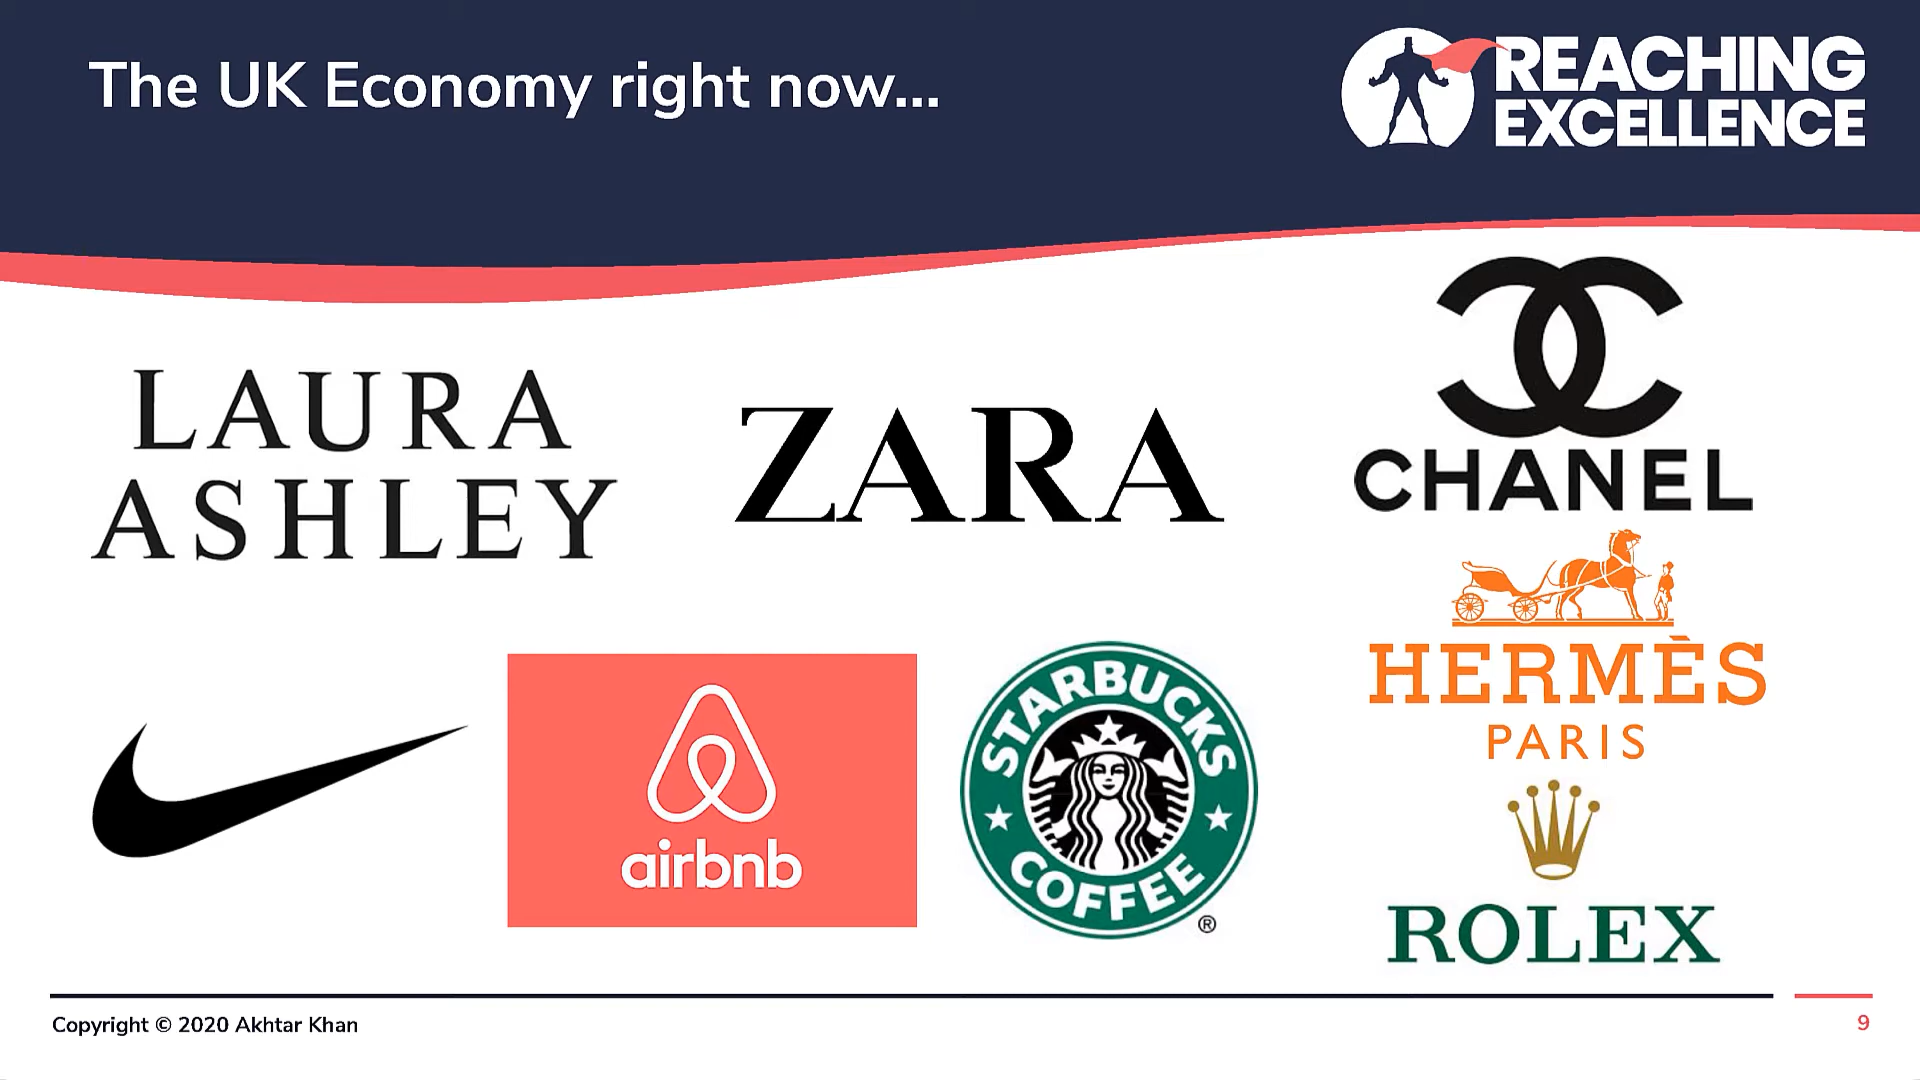 The UK Economy right now...
REACHING
EXCELLENCE
LAURA
ASHLEY
ZARA
CHANEL
HERMÈS
PARIS
airbnb
STARBUCKS
COFFEE
®
ROLEX
Copyright © 2020 Akhtar Khan
9